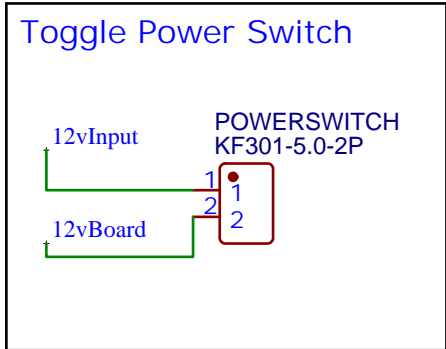 Toggle Power Switch
12vInput
POWERSWITCH
KF301-5.0-2P
1
1
2
2
12vBoard